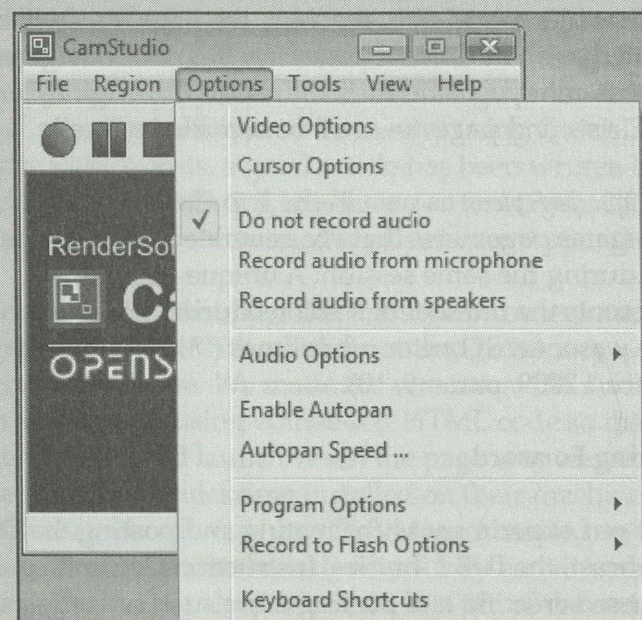 CamStudio
File Region Options Tools View Help
Video Options
Cursor Options
Do not record audio
Record audio from microphone
Record audio from speakers
Audio Options
Enable Autopan
Autopan Speed ...
Program Options
Record to Flash Options
Keyboard Shortcuts
RenderSof
Ca
OPENS